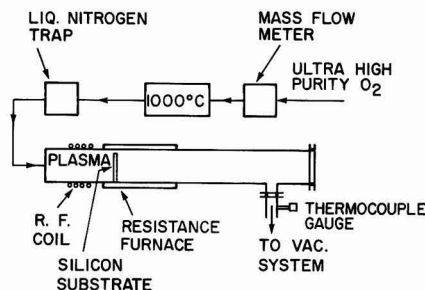 LIQ. NITROGEN
TRAP
MASS FLOW
METER
1000°C
ULTRA HIGH
PURITY O2
PLASMA
R. F.
COIL
RESISTANCE
FURNACE
SILICON
SUBSTRATE
THERMOCOUPLE
GAUGE
TO VAC.
SYSTEM